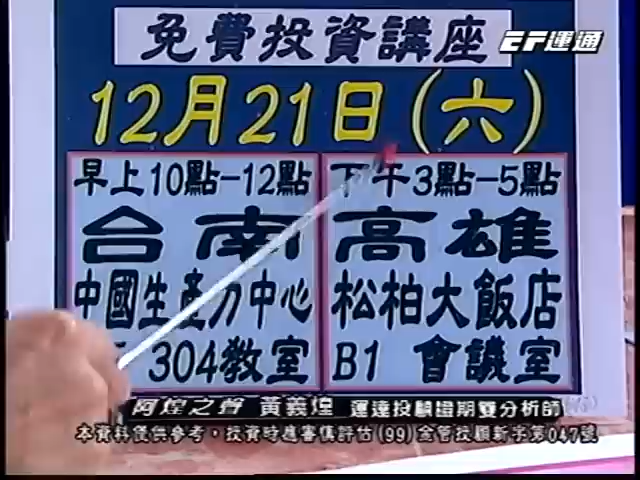 免費投資講座
EF運通
12月21日(六)
早上10點-12點
台南
中國生產力中心
304教室
下午3點-5點
高雄
松柏大飯店
B1 會議室
阿煌之聲 黃義煌 運達投顧證期雙分析師
本資料僅供參考,投資時應審慎評估(99)金管投顧新字第047號